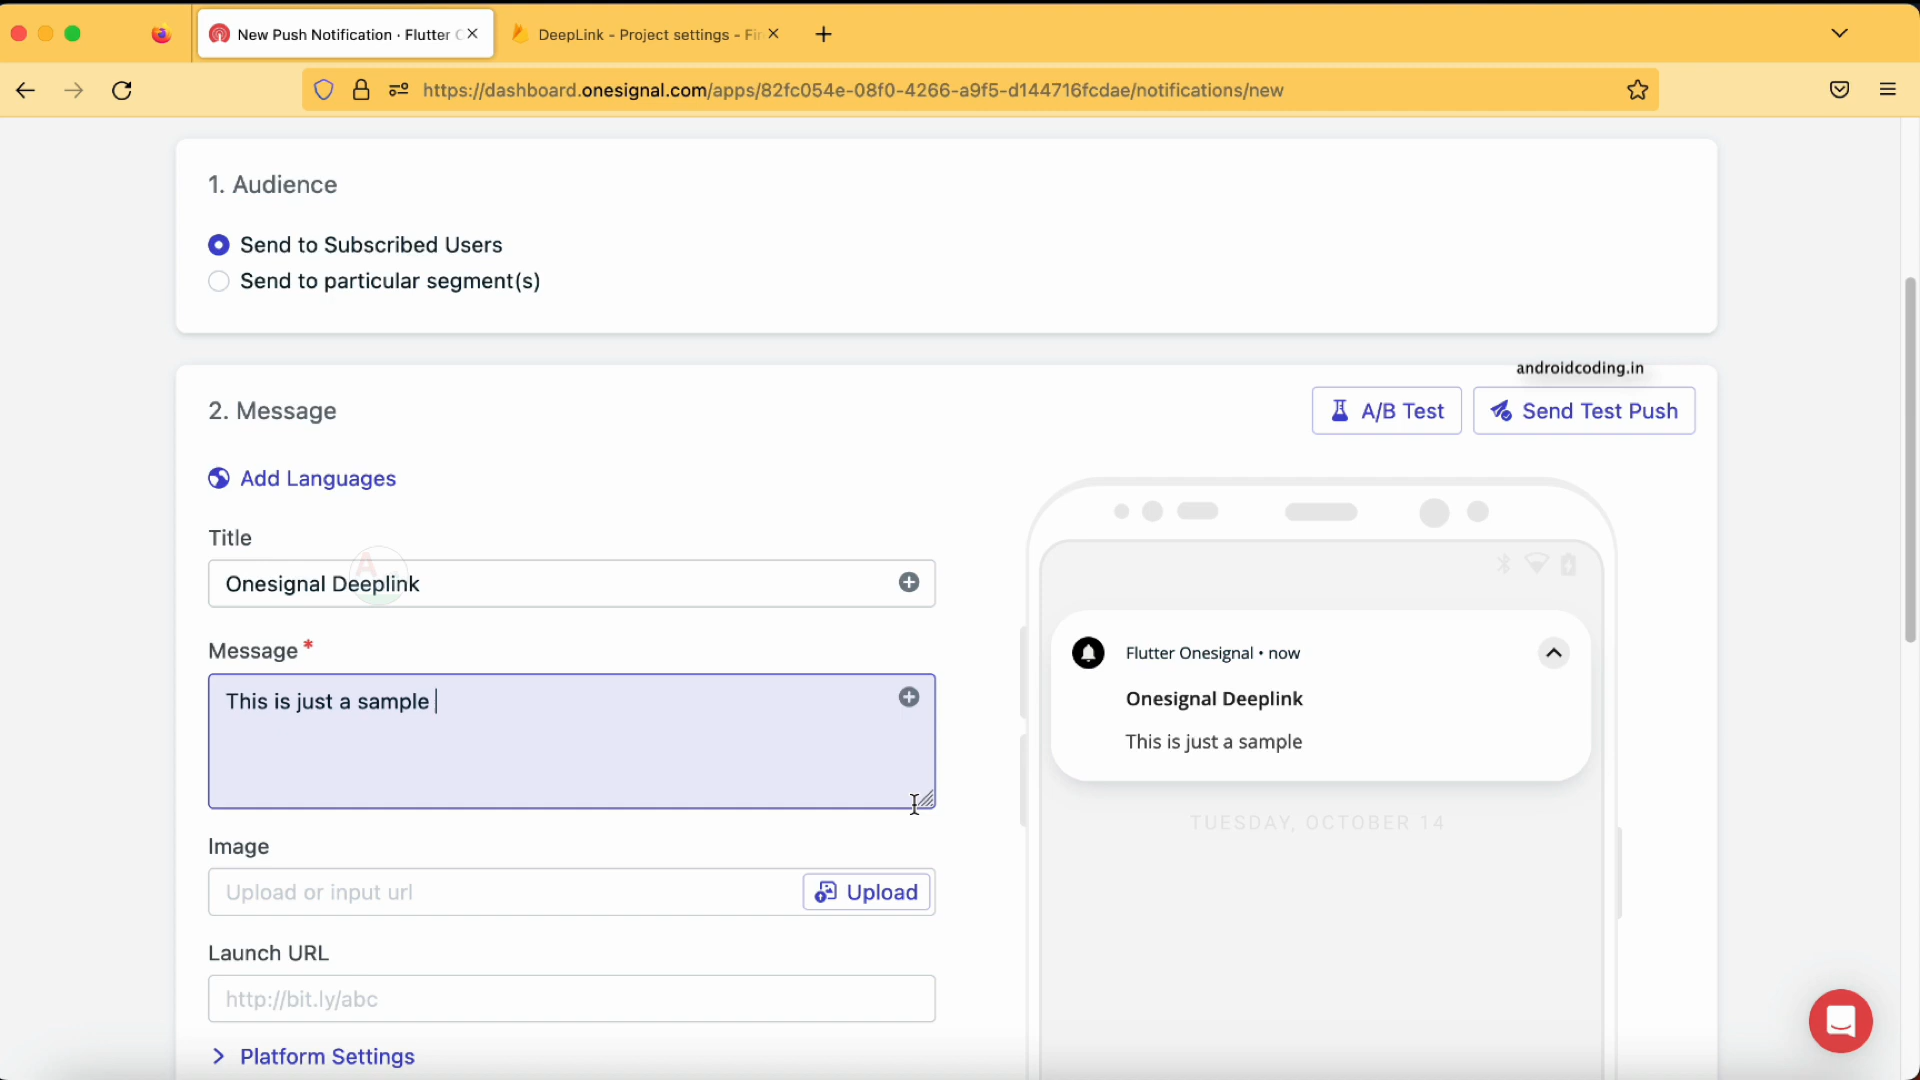 New Push Notification · Flutter
DeepLink - Project settings - Fir
https://dashboard.onesignal.com/apps/82fc054e-08f0-4266-a9f5-d144716fcdae/notifications/new
1. Audience
Send to Subscribed Users
Send to particular segment(s)
androidcoding.in
2. Message
A/B Test
Send Test Push
Add Languages
Title
Onesignal Deeplink
Message *
This is just a sample
Flutter Onesignal • now
Onesignal Deeplink
This is just a sample
TUESDAY, OCTOBER 14
Image
Upload or input url
Upload
Launch URL
http://bit.ly/abc
Platform Settings